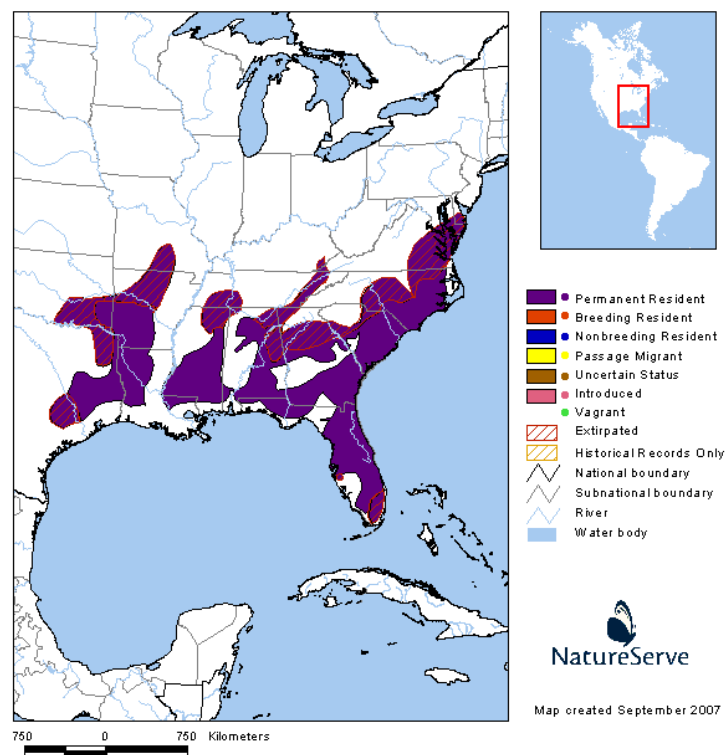 Permanent Resident
Breeding Resident
Nonbreeding Resident
Passage Migrant
Uncertain Status
Introduced
Vagrant
Extirpated
Historical Records Only
National boundary
Subnational boundary
River
Water body
NatureServe
Map created September 2007
750 0 750 Kilometers